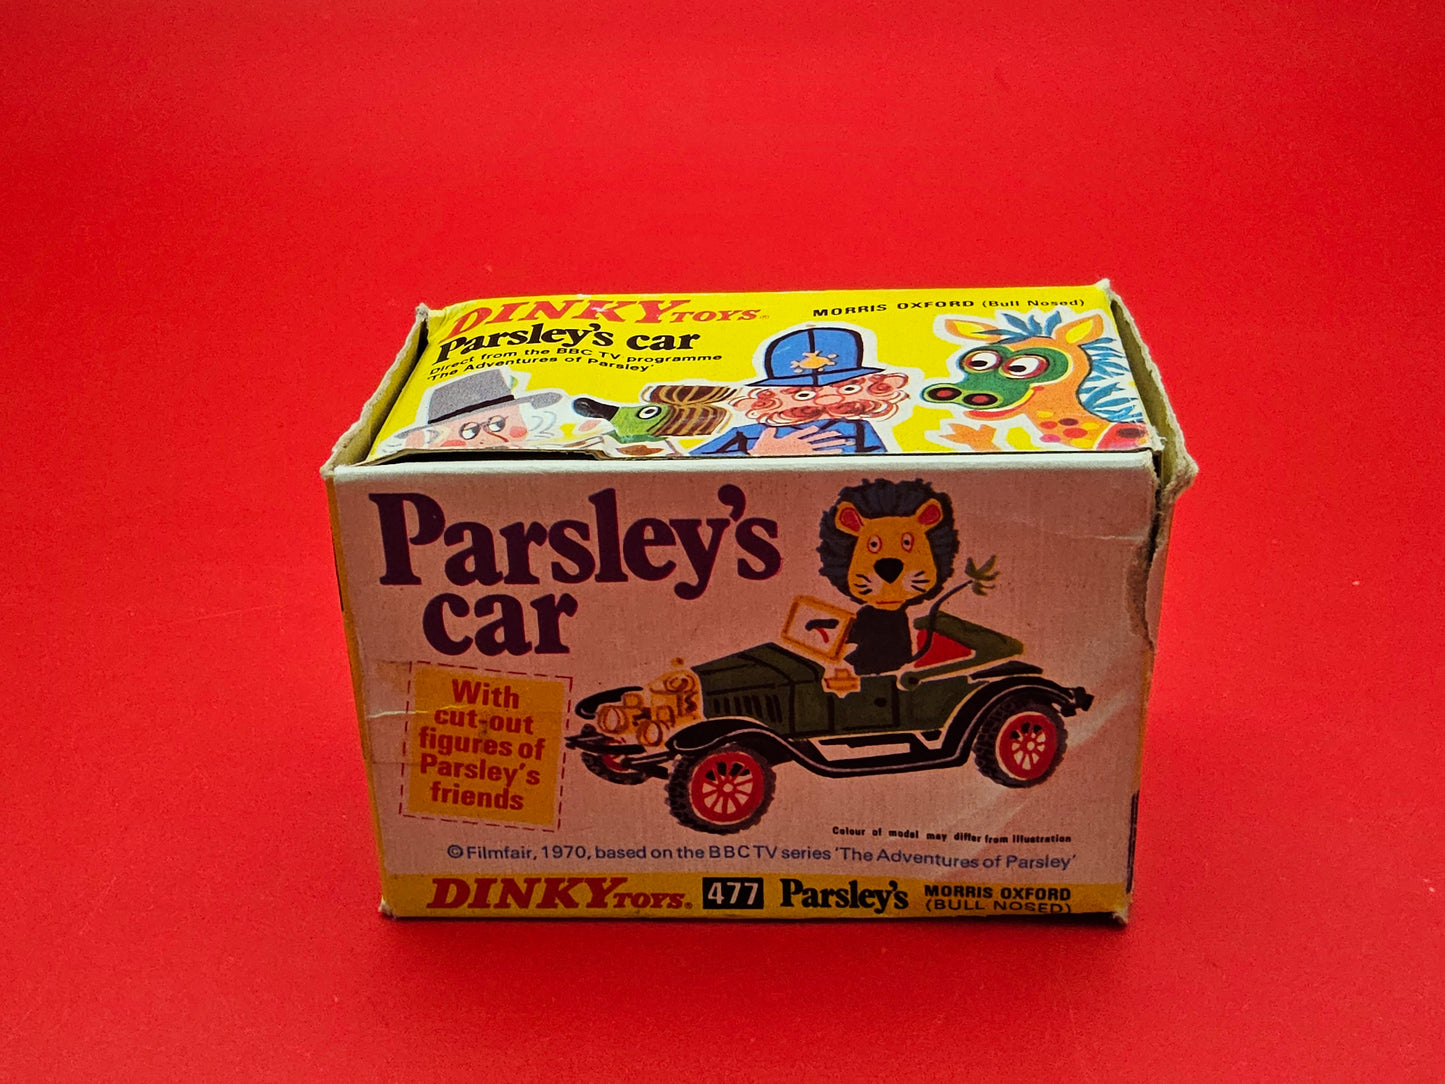 DINKY TOYS®
MORRIS OXFORD (Bull Nosed)
Parsley's car
Direct from the BBC TV programme
'The Adventures of Parsley'
Parsley's
car
With
cut-out
figures of
Parsley's
friends
Colour of model may differ from illustration
© Filmfair, 1970, based on the BBC TV series 'The Adventures of Parsley'
DINKY TOYS® 477 Parsley's MORRIS OXFORD
(BULL NOSED)